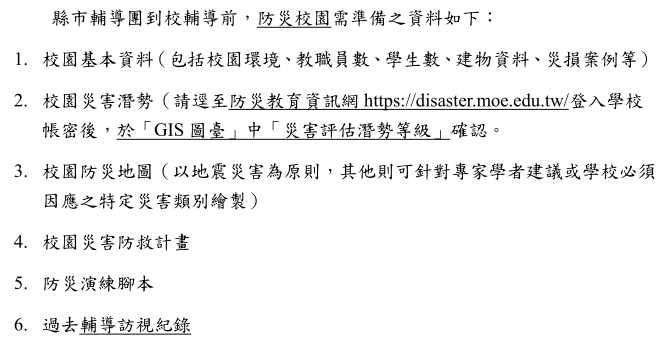 縣市輔導團到校輔導前，防災校園需準備之資料如下：
1. 校園基本資料（包括校園環境、教職員數、學生數、建物資料、災損案例等）
2. 校園災害潛勢（請逕至防災教育資訊網 https://disaster.moe.edu.tw/登入學校
帳密後，於「GIS 圖臺」中「災害評估潛勢等級」確認。
3. 校園防災地圖（以地震災害為原則，其他則可針對專家學者建議或學校必須
因應之特定災害類別繪製）
4. 校園災害防救計畫
5. 防災演練腳本
6. 過去輔導訪視紀錄